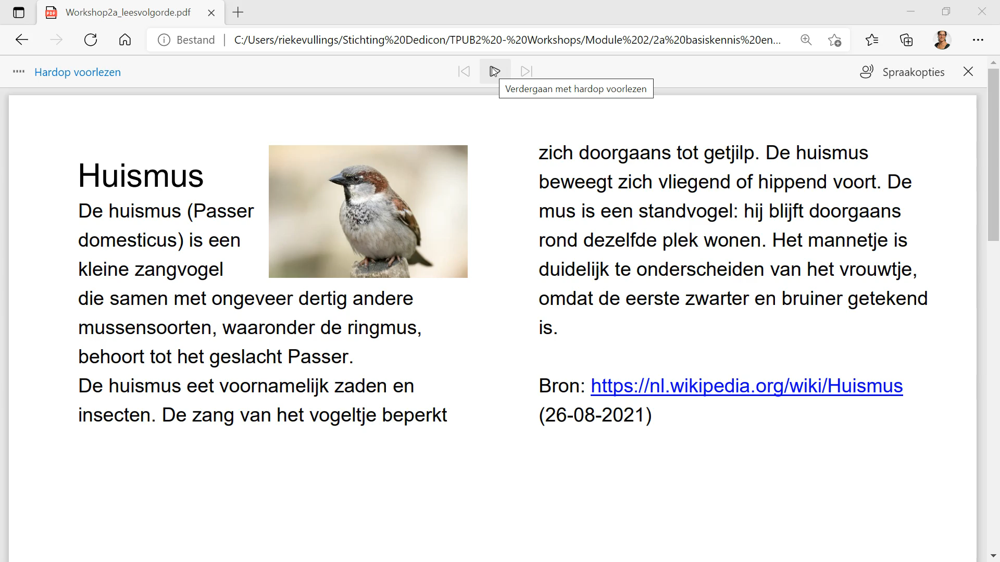 Workshop2a_leesvolgorde.pdf
Bestand
C:/Users/riekevullings/Stichting%20Dedicon/TPUB2%20-%20Workshops/Module%202/2a%20basiskennis%20en...
Hardop voorlezen
Spraakopties
Verdergaan met hardop voorlezen
Huismus
De huismus (Passer
domesticus) is een
kleine zangvogel
die samen met ongeveer dertig andere
mussensoorten, waaronder de ringmus,
behoort tot het geslacht Passer.
De huismus eet voornamelijk zaden en
insecten. De zang van het vogeltje beperkt
zich doorgaans tot getjilp. De huismus
beweegt zich vliegend of hippend voort. De
mus is een standvogel: hij blijft doorgaans
rond dezelfde plek wonen. Het mannetje is
duidelijk te onderscheiden van het vrouwtje,
omdat de eerste zwarter en bruiner getekend
is.
Bron: https://nl.wikipedia.org/wiki/Huismus
(26-08-2021)